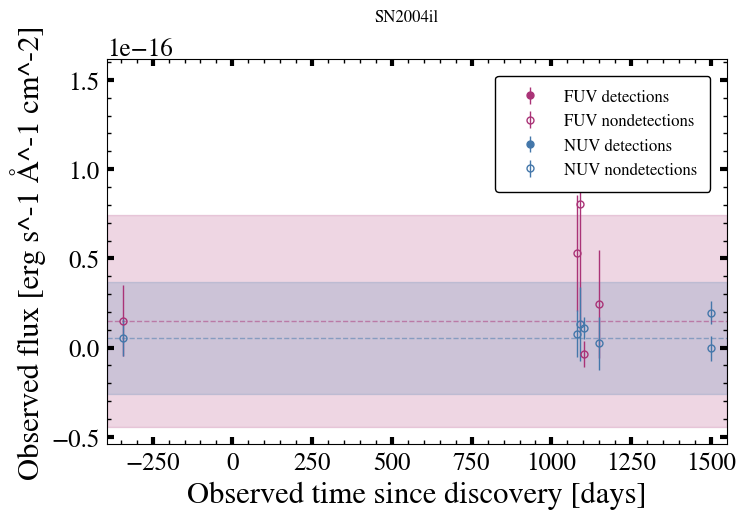 SN2004il
1e−16
1.5
1.0
0.5
0.0
−0.5
Observed flux [erg s^-1 Å^-1 cm^-2]
FUV detections
FUV nondetections
NUV detections
NUV nondetections
−250 0 250 500 750 1000 1250 1500
Observed time since discovery [days]